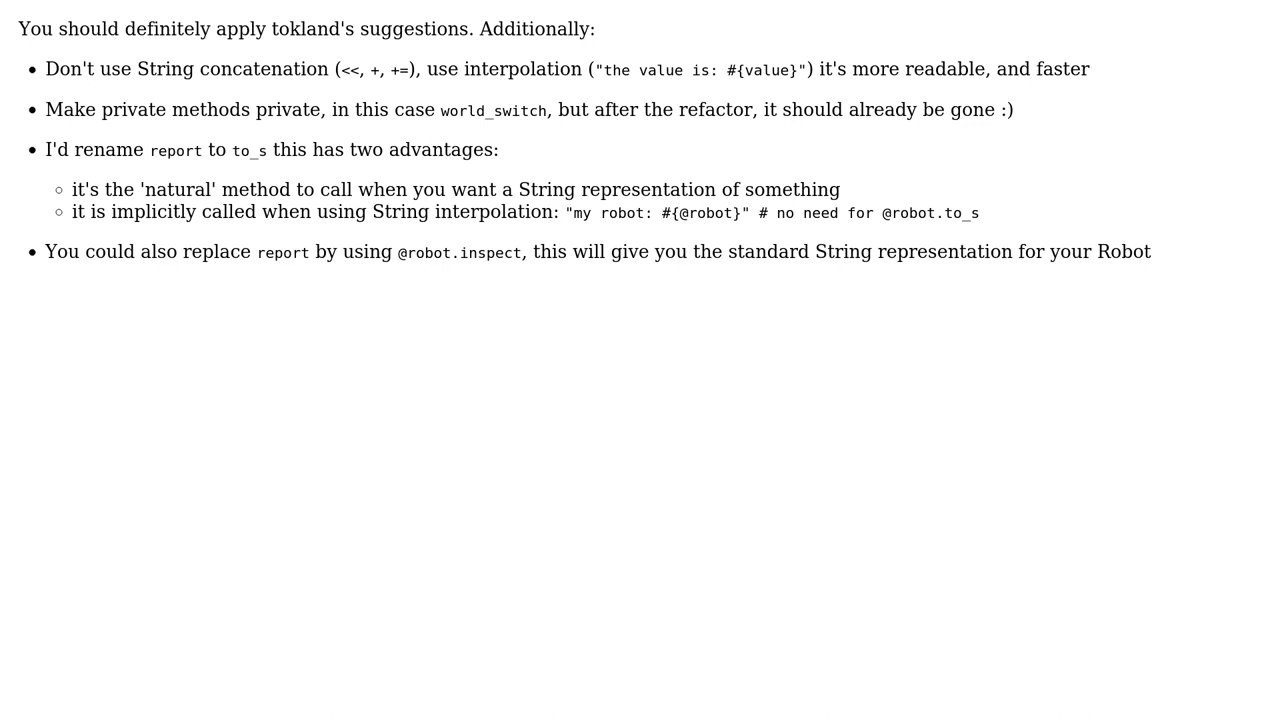 You should definitely apply tokland's suggestions. Additionally:
Don't use String concatenation (<<, +, +=), use interpolation ("the value is: #{value}") it's more readable, and faster
Make private methods private, in this case world_switch, but after the refactor, it should already be gone :)
I'd rename report to to_s this has two advantages:
it's the 'natural' method to call when you want a String representation of something
it is implicitly called when using String interpolation: "my robot: #{@robot}" # no need for @robot.to_s
You could also replace report by using @robot.inspect, this will give you the standard String representation for your Robot